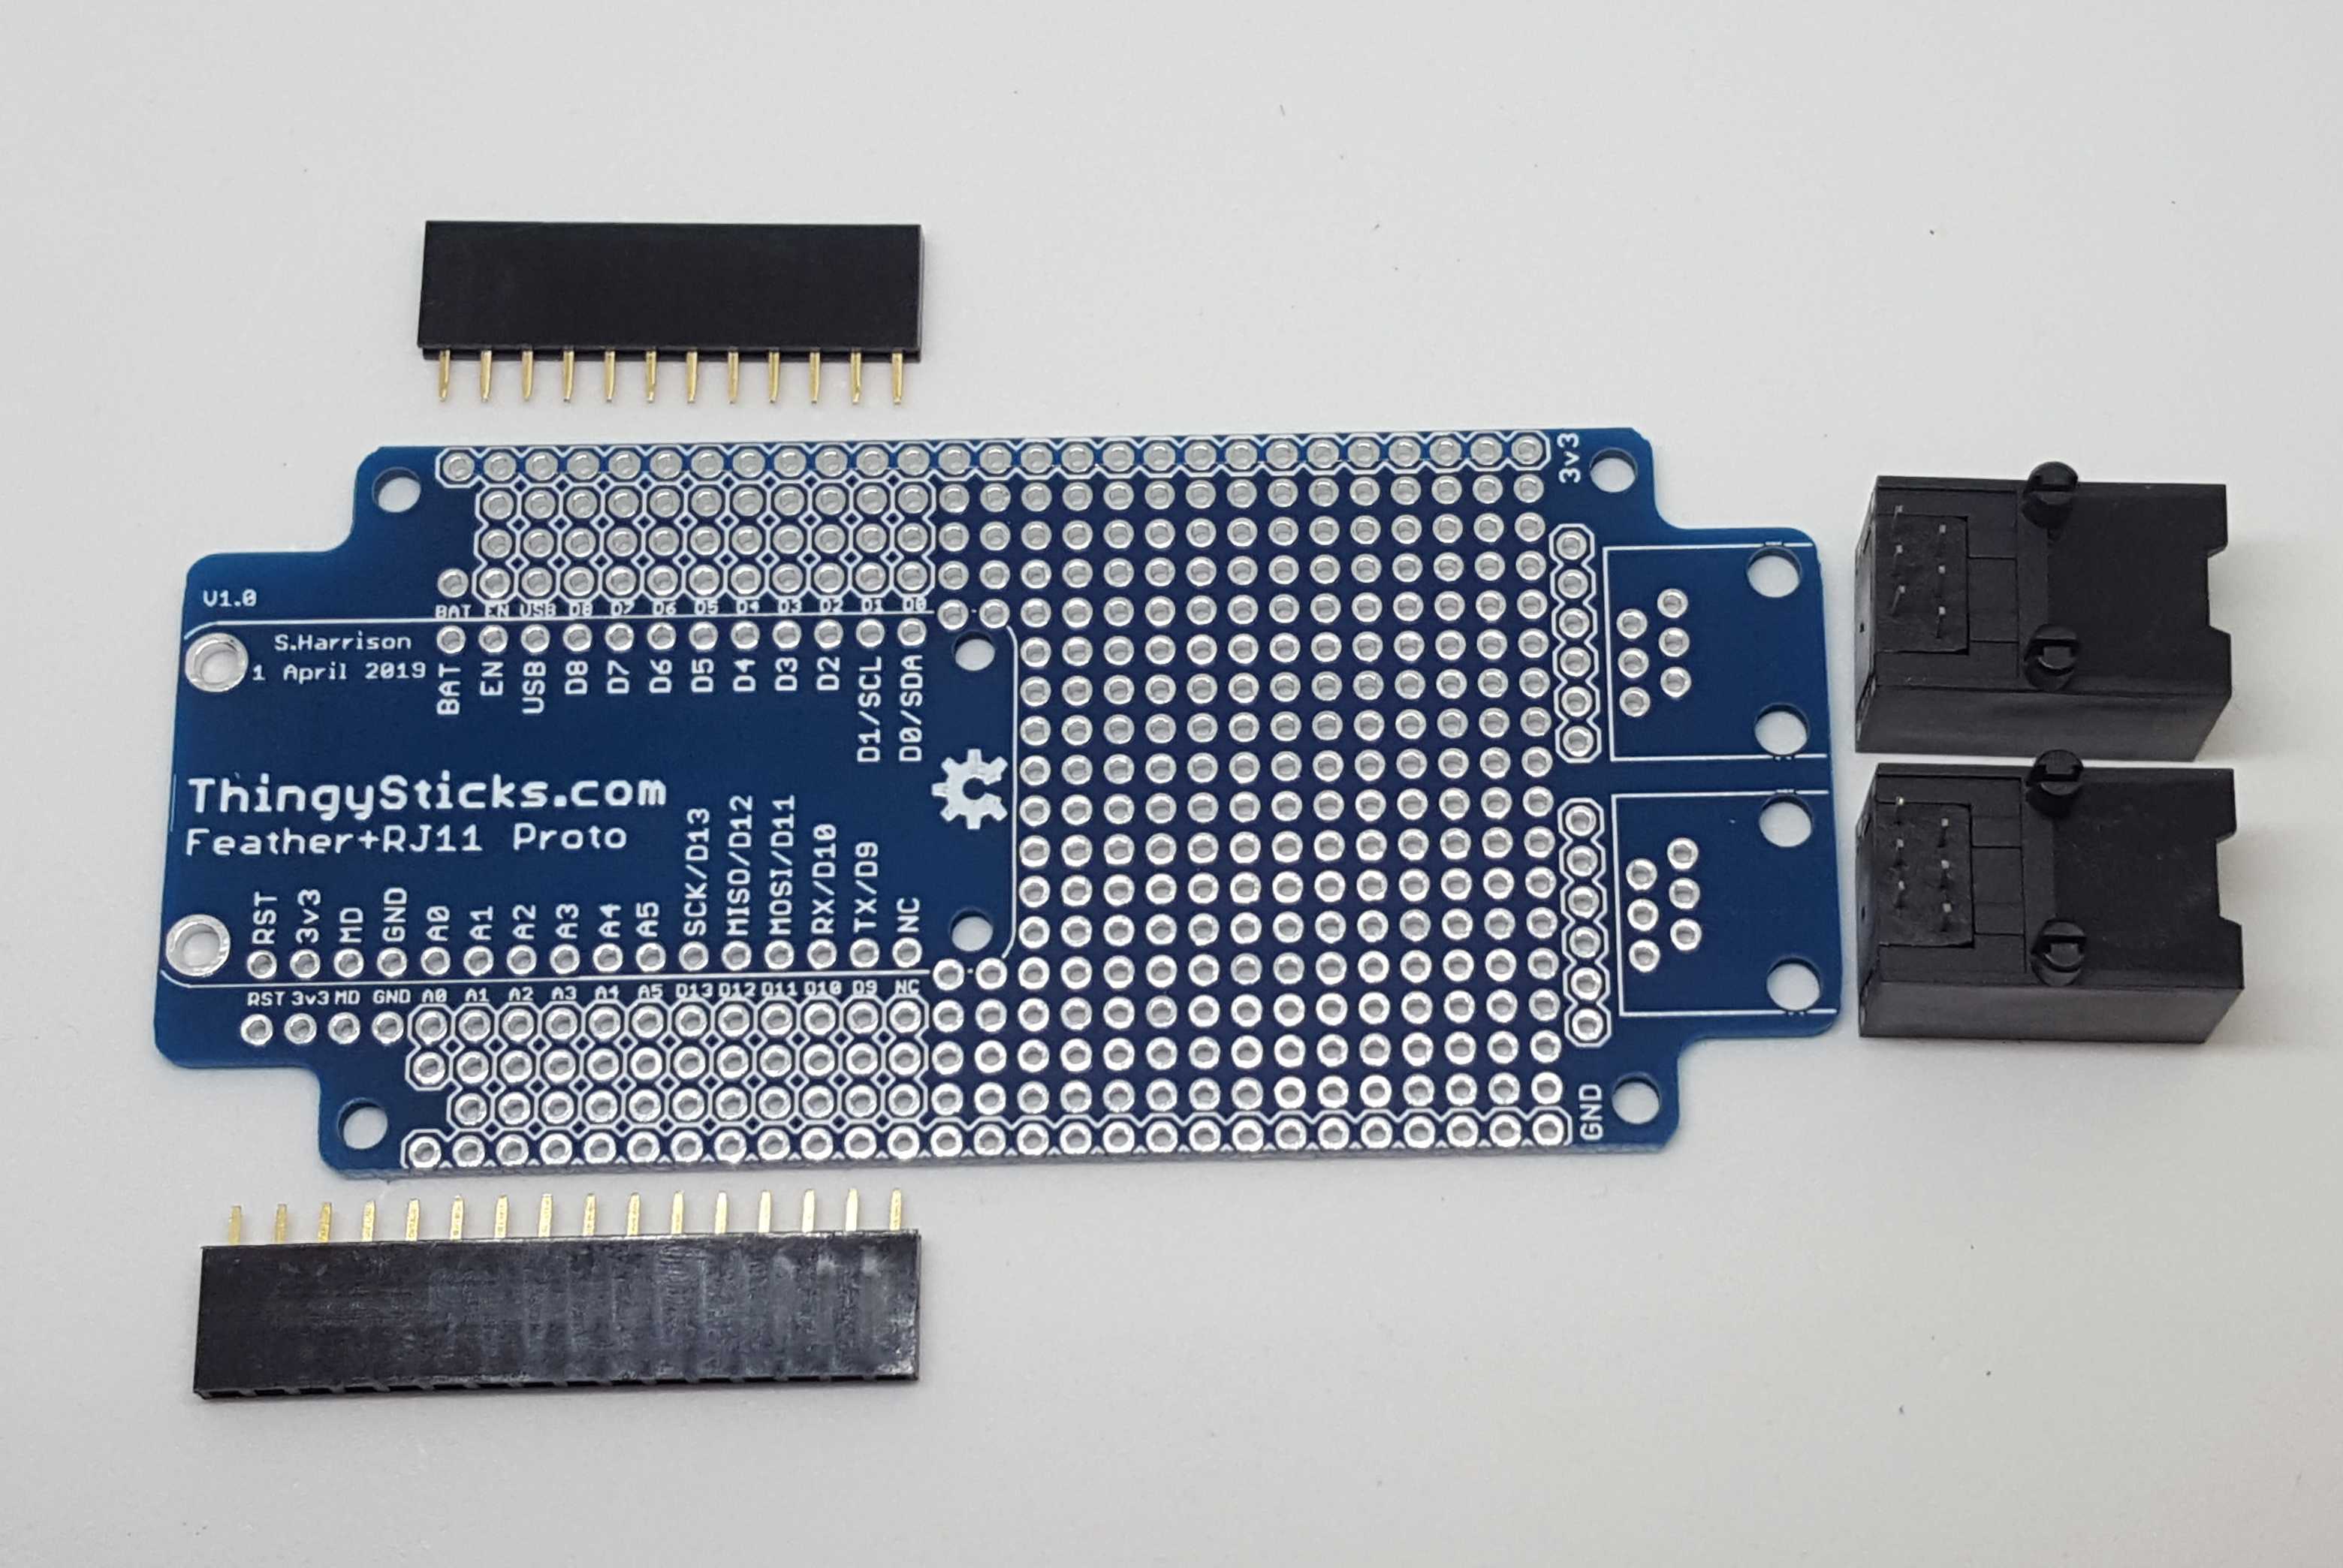 3v3
V1.0
BAT EN USB D8 D7 D6 D5 D4 D3 D2 D1 D0
S.Harrison
1 April 2019
BAT EN USB D8 D7 D6 D5 D4 D3 D2 D1/SCL D0/SDA
ThingySticks.com
Feather+RJ11 Proto
RST 3v3 MD GND A0 A1 A2 A3 A4 A5 SCK/D13 MISO/D12 MOSI/D11 RX/D10 TX/D9 NC
RST 3v3 MD GND A0 A1 A2 A3 A4 A5 D13 D12 D11 D10 D9 NC
GND